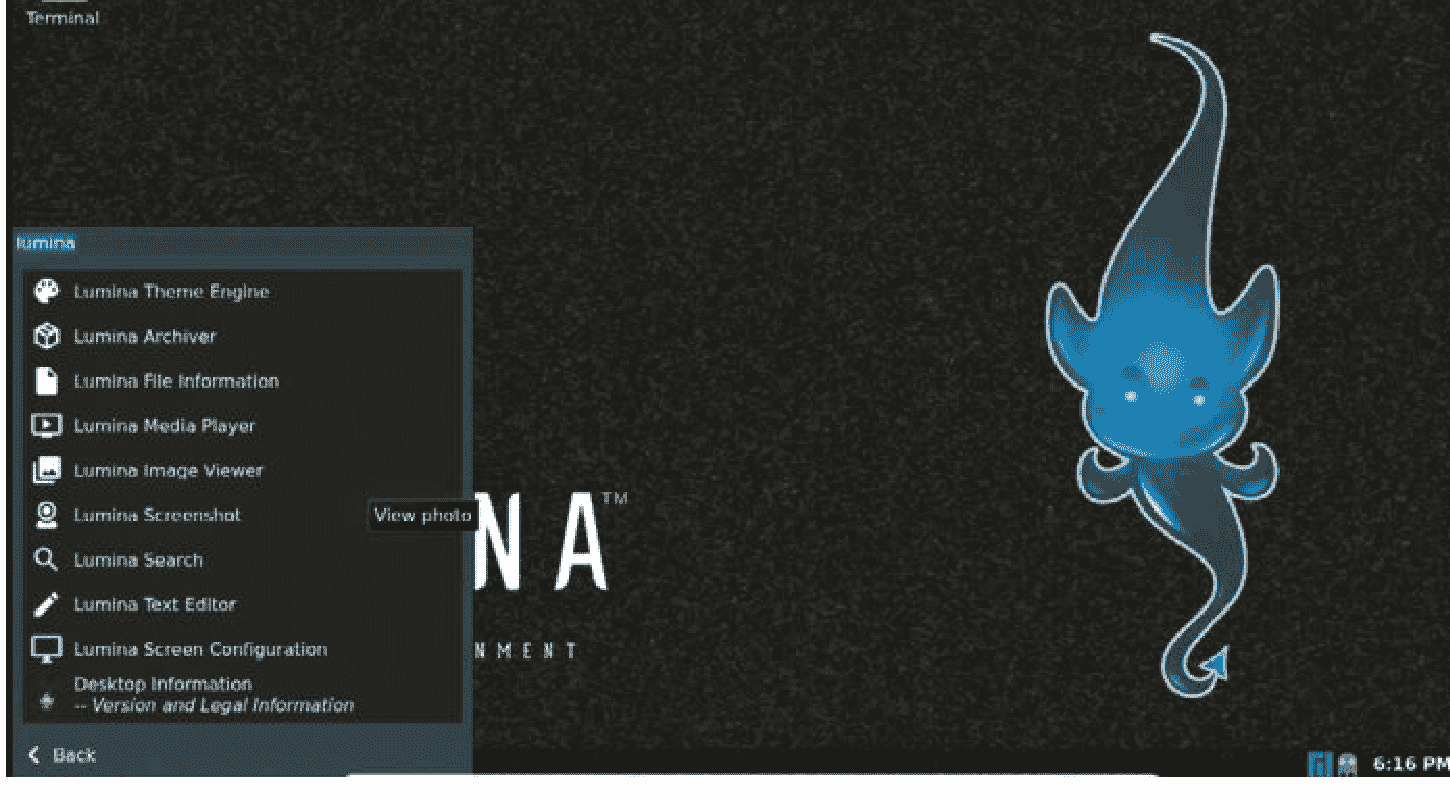 Terminal
lumina
Lumina Theme Engine
Lumina Archiver
Lumina File Information
Lumina Media Player
Lumina Image Viewer
Lumina Screenshot
View photo
NA™
Lumina Search
Lumina Text Editor
Lumina Screen Configuration
NMENT
Desktop Information
-- Version and Legal Information
Back
6:16 PM